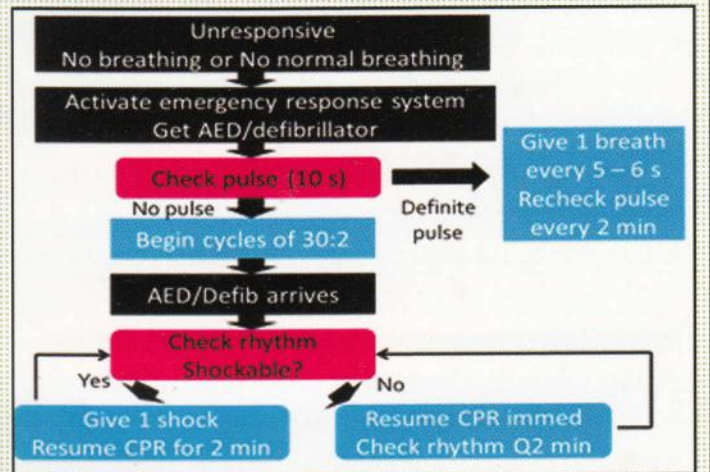 Unresponsive
No breathing or No normal breathing
Activate emergency response system
Get AED/defibrillator
Check pulse (10 s)
Definite
pulse
Give 1 breath
every 5 – 6 s
Recheck pulse
every 2 min
No pulse
Begin cycles of 30:2
AED/Defib arrives
Check rhythm
Shockable?
Yes
No
Give 1 shock
Resume CPR for 2 min
Resume CPR immed
Check rhythm Q2 min